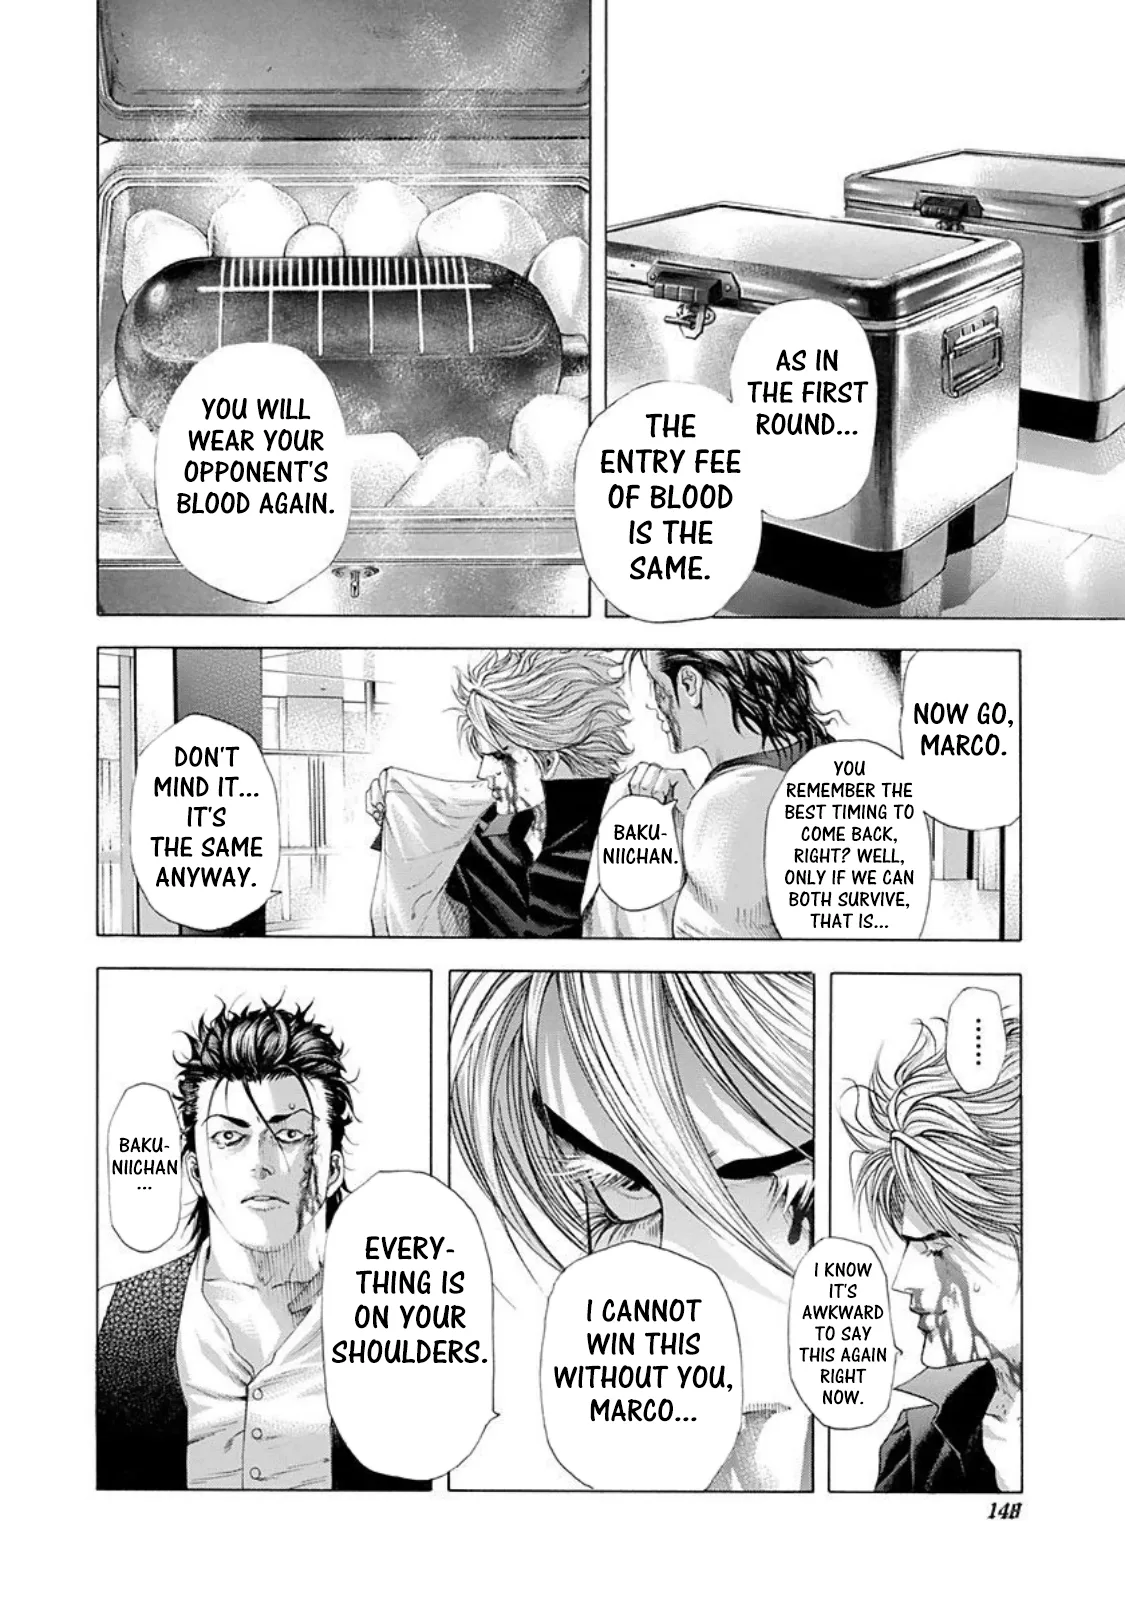 AS IN
THE FIRST
ROUND...
THE
ENTRY FEE
OF BLOOD
IS THE
SAME.
YOU WILL
WEAR YOUR
OPPONENT'S
BLOOD AGAIN.
NOW GO,
MARCO.
YOU
REMEMBER THE
BEST TIMING TO
COME BACK,
RIGHT? WELL,
ONLY IF WE CAN
BOTH SURVIVE,
THAT IS...
BAKU-
NIICHAN.
DON'T
MIND IT...
IT'S
THE SAME
ANYWAY.
......
I KNOW
IT'S
AWKWARD
TO SAY
THIS AGAIN
RIGHT
NOW.
I CANNOT
WIN THIS
WITHOUT YOU,
MARCO...
EVERY-
THING IS
ON YOUR
SHOULDERS.
BAKU-
NIICHAN
...